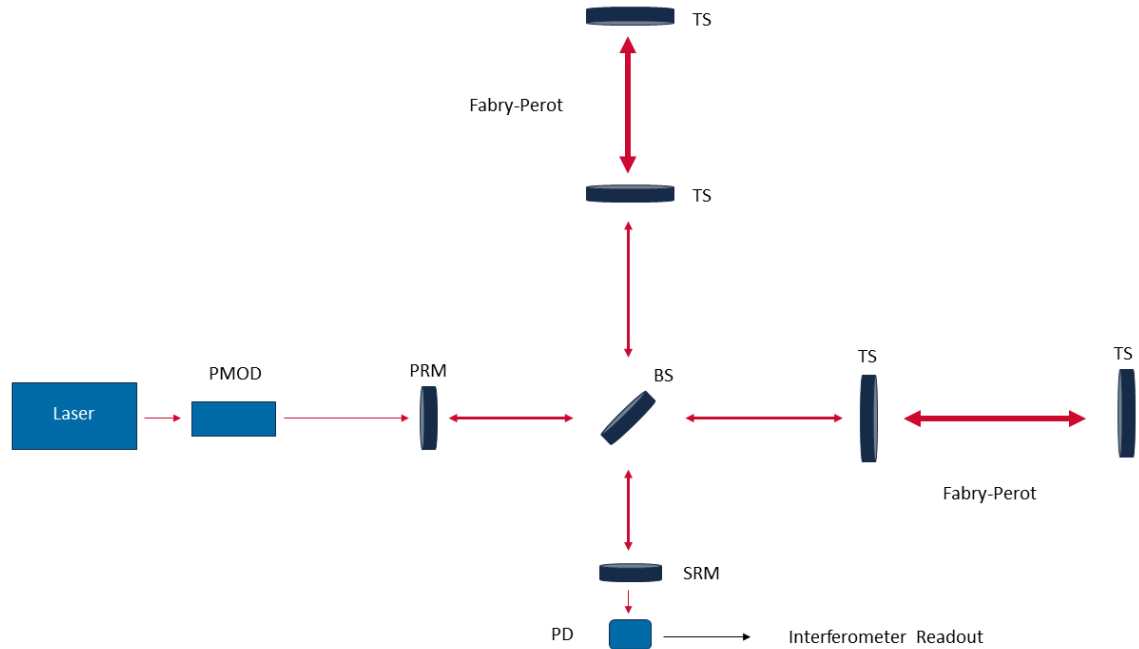 TS
Fabry-Perot
TS
TS
TS
PMOD
PRM
BS
Laser
Fabry-Perot
SRM
PD
Interferometer Readout